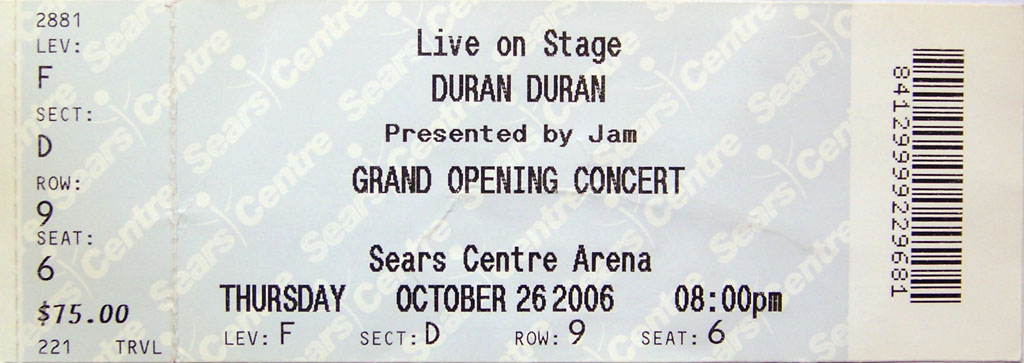 2881
LEV:
F
SECT:
D
ROW:
9
SEAT:
6
$75.00
221 TRVL
Live on Stage
DURAN DURAN
Presented by Jam
GRAND OPENING CONCERT
Sears Centre Arena
THURSDAY OCTOBER 26 2006 08:00pm
LEV: F SECT: D ROW: 9 SEAT: 6
84129999229681